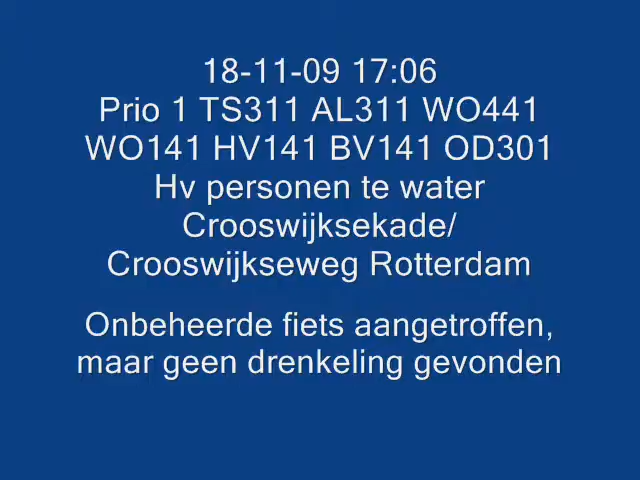 18-11-09 17:06
Prio 1 TS311 AL311 WO441
WO141 HV141 BV141 OD301
Hv personen te water
Crooswijksekade/
Crooswijkseweg Rotterdam
Onbeheerde fiets aangetroffen,
maar geen drenkeling gevonden